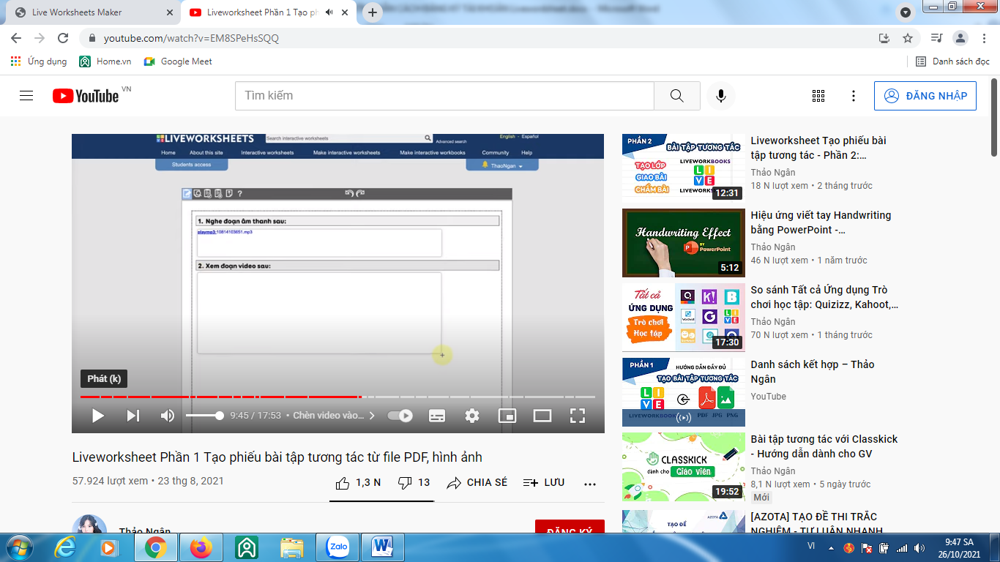 Live Worksheets Maker
Liveworksheet Phần 1 Tạo ph
youtube.com/watch?v=EM8SPeHsSQQ
Ứng dụng
Home.vn
Google Meet
Danh sách đọc
YouTube VN
Tìm kiếm
ĐĂNG NHẬP
LIVEWORKSHEETS
Search interactive worksheets
Advanced search
English - Español
Home
About this site
Interactive worksheets
Make interactive worksheets
Make interactive workbooks
Community
Help
Students access
ThaoNgan
1. Nghe đoạn âm thanh sau:
playmp3:10814103651.mp3
2. Xem đoạn video sau:
Phát (k)
9:45 / 17:53 • Chèn video vào...
Liveworksheet Phần 1 Tạo phiếu bài tập tương tác từ file PDF, hình ảnh
57.924 lượt xem • 23 thg 8, 2021
1,3 N
13
CHIA SẺ
LƯU
Thảo Ngân
ĐĂNG KÝ
PHẦN 2
BÀI TẬP TƯƠNG TÁC
TẠO LỚP
GIAO BÀI
CHẤM BÀI
LIVEWORKBOOKS
LIVE
LIVEWORKS
12:31
Liveworksheet Tạo phiếu bài
tập tương tác - Phần 2:...
Thảo Ngân
18 N lượt xem • 2 tháng trước
Handwriting Effect
BY
PowerPoint
5:12
Hiệu ứng viết tay Handwriting
bằng PowerPoint -...
Thảo Ngân
46 N lượt xem • 1 năm trước
Tất cả
ỨNG DỤNG
Trò chơi
Học tập
K!
B
LIVE
17:30
So sánh Tất cả Ứng dụng Trò
chơi học tập: Quizizz, Kahoot,...
Thảo Ngân
70 N lượt xem • 1 tháng trước
PHẦN 1
HƯỚNG DẪN ĐẦY ĐỦ
TẠO BÀI TẬP TƯƠNG TÁC
LIVE
LIVEWORKBOO
PDF JPG PNG
Danh sách kết hợp – Thảo
Ngân
YouTube
CLASSKICK
dành cho Giáo viên
19:52
Bài tập tương tác với Classkick
- Hướng dẫn dành cho GV
Thảo Ngân
8,1 N lượt xem • 5 ngày trước
Mới
TẠO ĐỀ
AZOTA
[AZOTA] TẠO ĐỀ THI TRẮC
NGHIỆM - TỰ LUẬN NHANH
Zalo
VI
9:47 SA
26/10/2021